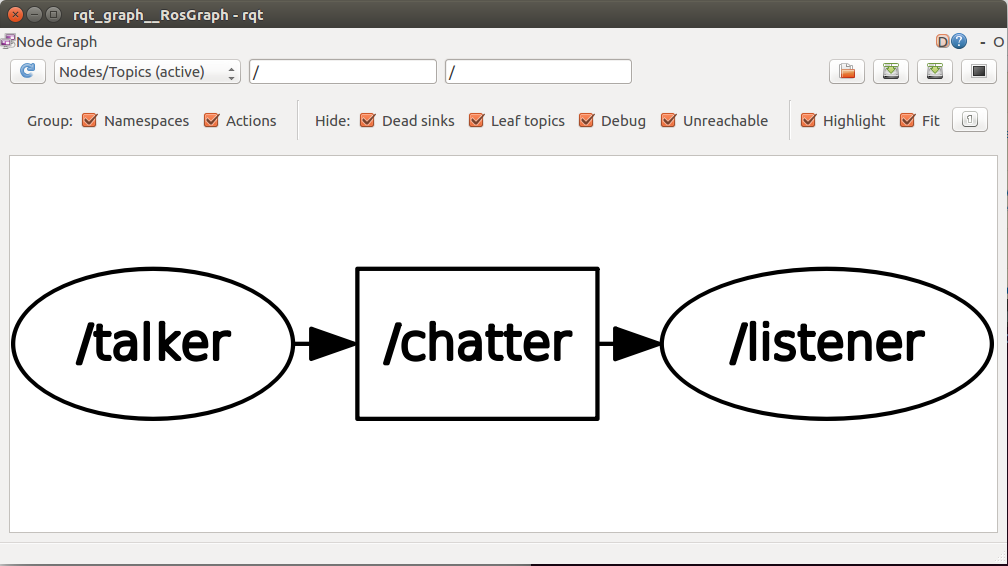 rqt_graph__RosGraph - rqt
Node Graph D ? - O
Nodes/Topics (active) / /
Group: Namespaces Actions Hide: Dead sinks Leaf topics Debug Unreachable Highlight Fit
/talker /chatter /listener